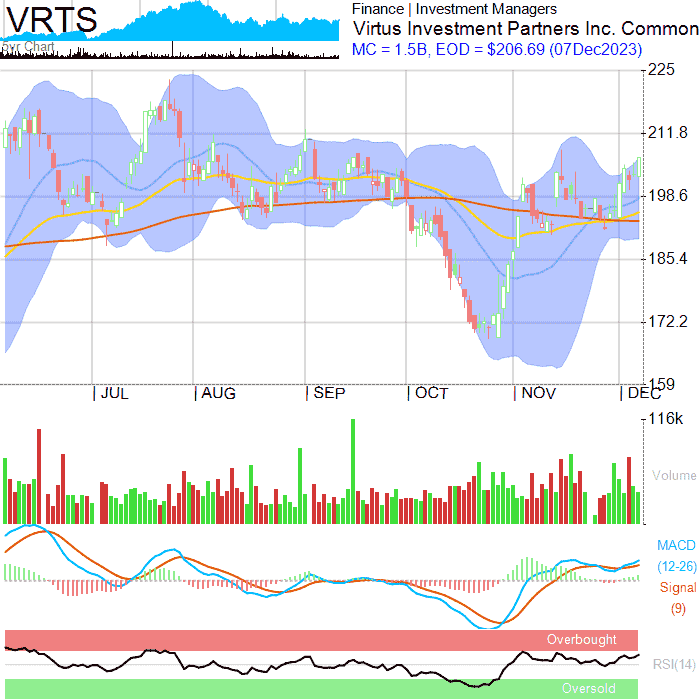 VRTS
Finance | Investment Managers
Virtus Investment Partners Inc. Common
MC = 1.5B, EOD = $206.69 (07Dec2023)
our Chart
225
211.8
198.6
185.4
172.2
159
JUL AUG SEP OCT NOV DEC
116k
Volume
MACD
(12-26)
Signal
(9)
Overbought
RSI(14)
Oversold